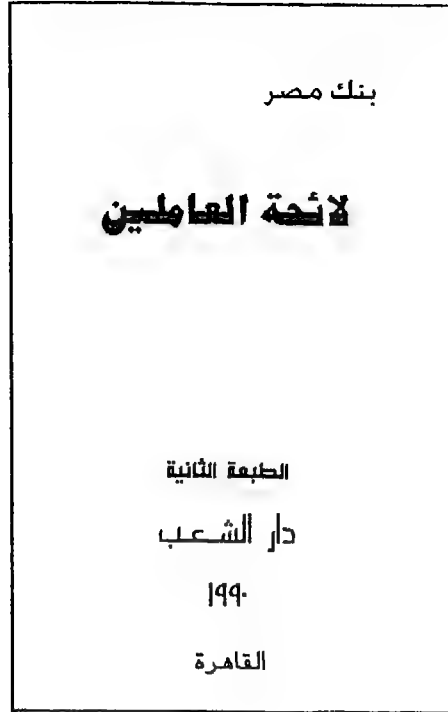 بنك مصر
لائحة العاملين
الطبعة الثانية
دار الشعب
١٩٩٠
القاهرة